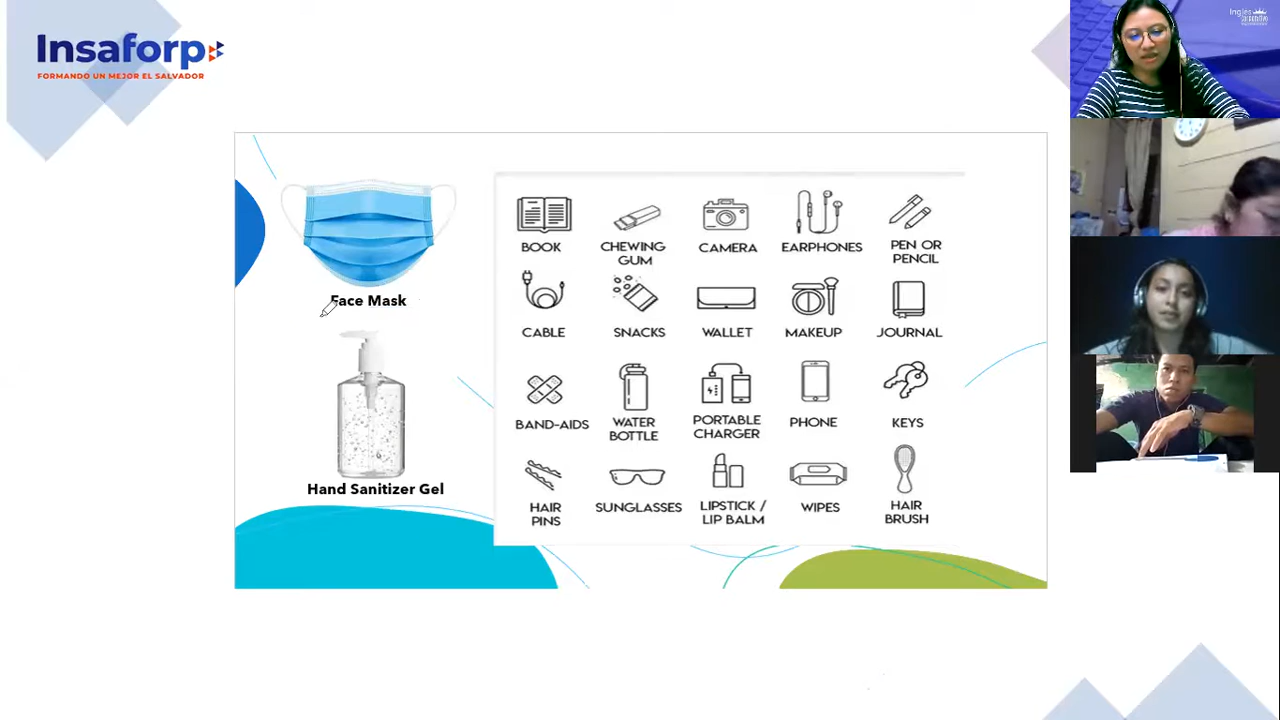 Insaforp
FORMANDO UN MEJOR EL SALVADOR
Face Mask
Hand Sanitizer Gel
BOOK
CHEWING
GUM
CAMERA
EARPHONES
PEN OR
PENCIL
CABLE
SNACKS
WALLET
MAKEUP
JOURNAL
BAND-AIDS
WATER
BOTTLE
PORTABLE
CHARGER
PHONE
KEYS
HAIR
PINS
SUNGLASSES
LIPSTICK /
LIP BALM
WIPES
HAIR
BRUSH
Ingles